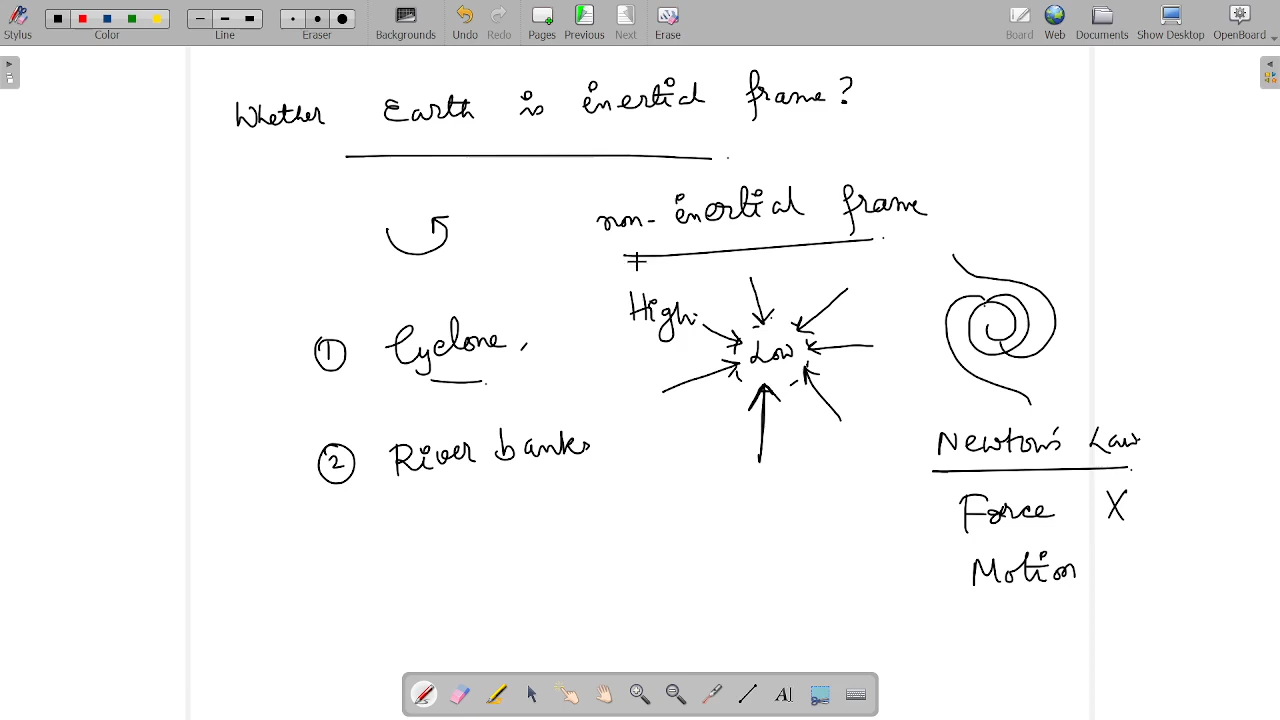 Stylus Color Line Eraser Backgrounds Undo Redo Pages Previous Next Erase Board Web Documents Show Desktop OpenBoard
Whether Earth is inertial frame?
non-inertial frame
High
Low
① Cyclone,
② River banks
Newton's Law
Force X
Motion
AI